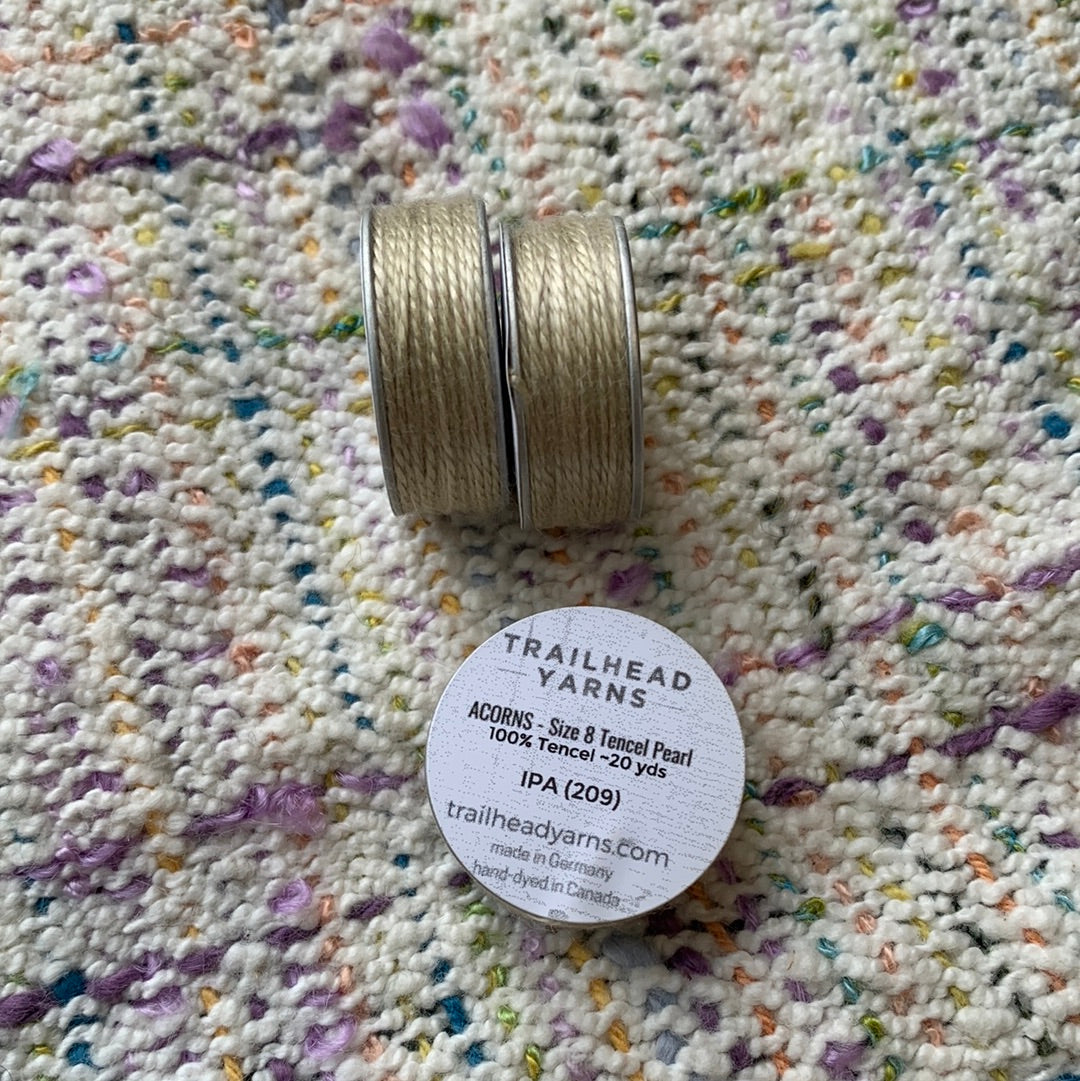 TRAILHEAD
YARNS
ACORNS - Size 8 Tencel Pearl
100% Tencel ~20 yds
IPA (209)
trailheadyarns.com
made in Germany
hand-dyed in Canada